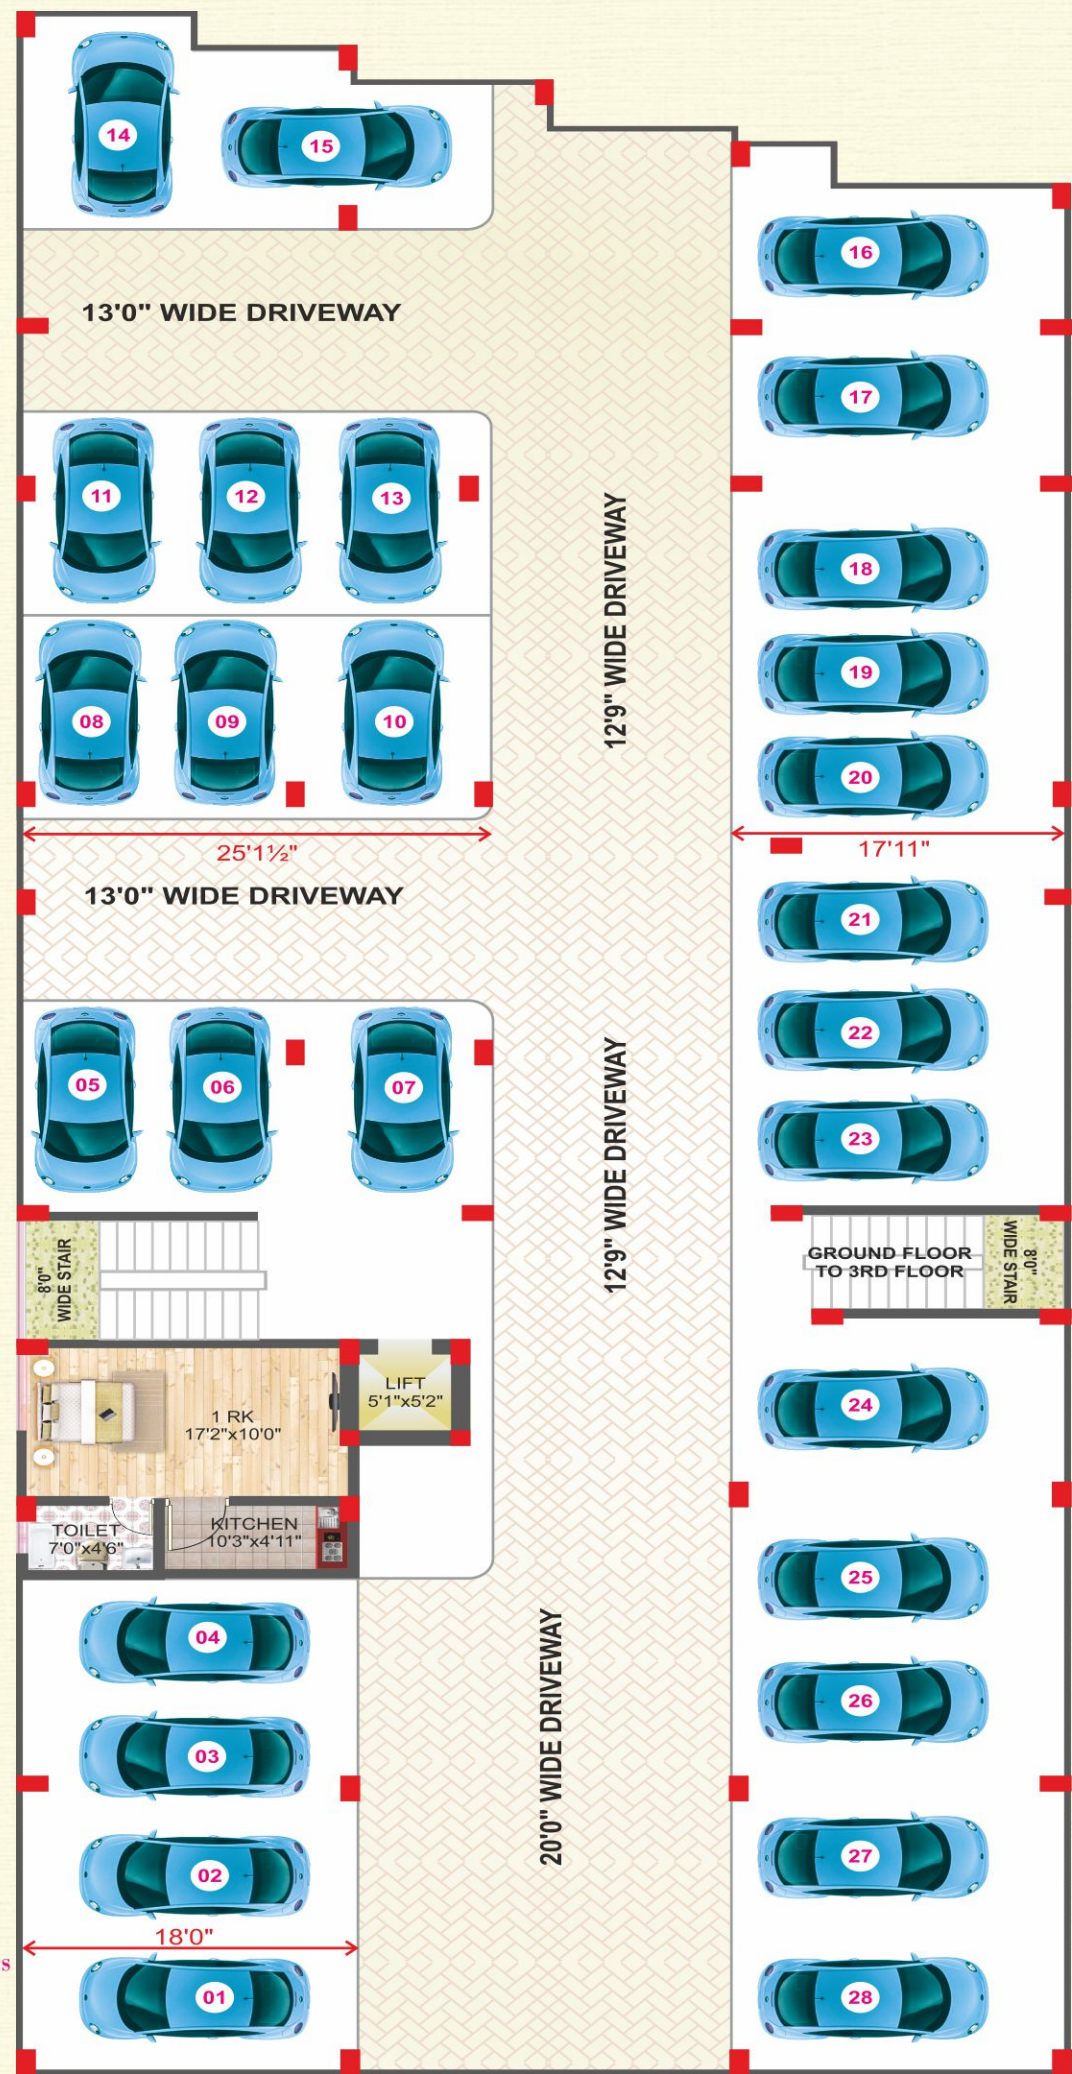 14
15
16
13'0" WIDE DRIVEWAY
17
11
12
13
12'9" WIDE DRIVEWAY
18
19
08
09
10
20
25'1½"
17'11"
13'0" WIDE DRIVEWAY
21
22
05
06
07
12'9" WIDE DRIVEWAY
23
8'0"
WIDE STAIR
GROUND FLOOR
TO 3RD FLOOR
8'0"
WIDE STAIR
LIFT
5'1"x5'2"
1 RK
17'2"x10'0"
24
TOILET
7'0"x4'6"
KITCHEN
10'3"x4'11"
25
04
20'0" WIDE DRIVEWAY
26
03
27
02
18'0"
s
01
28